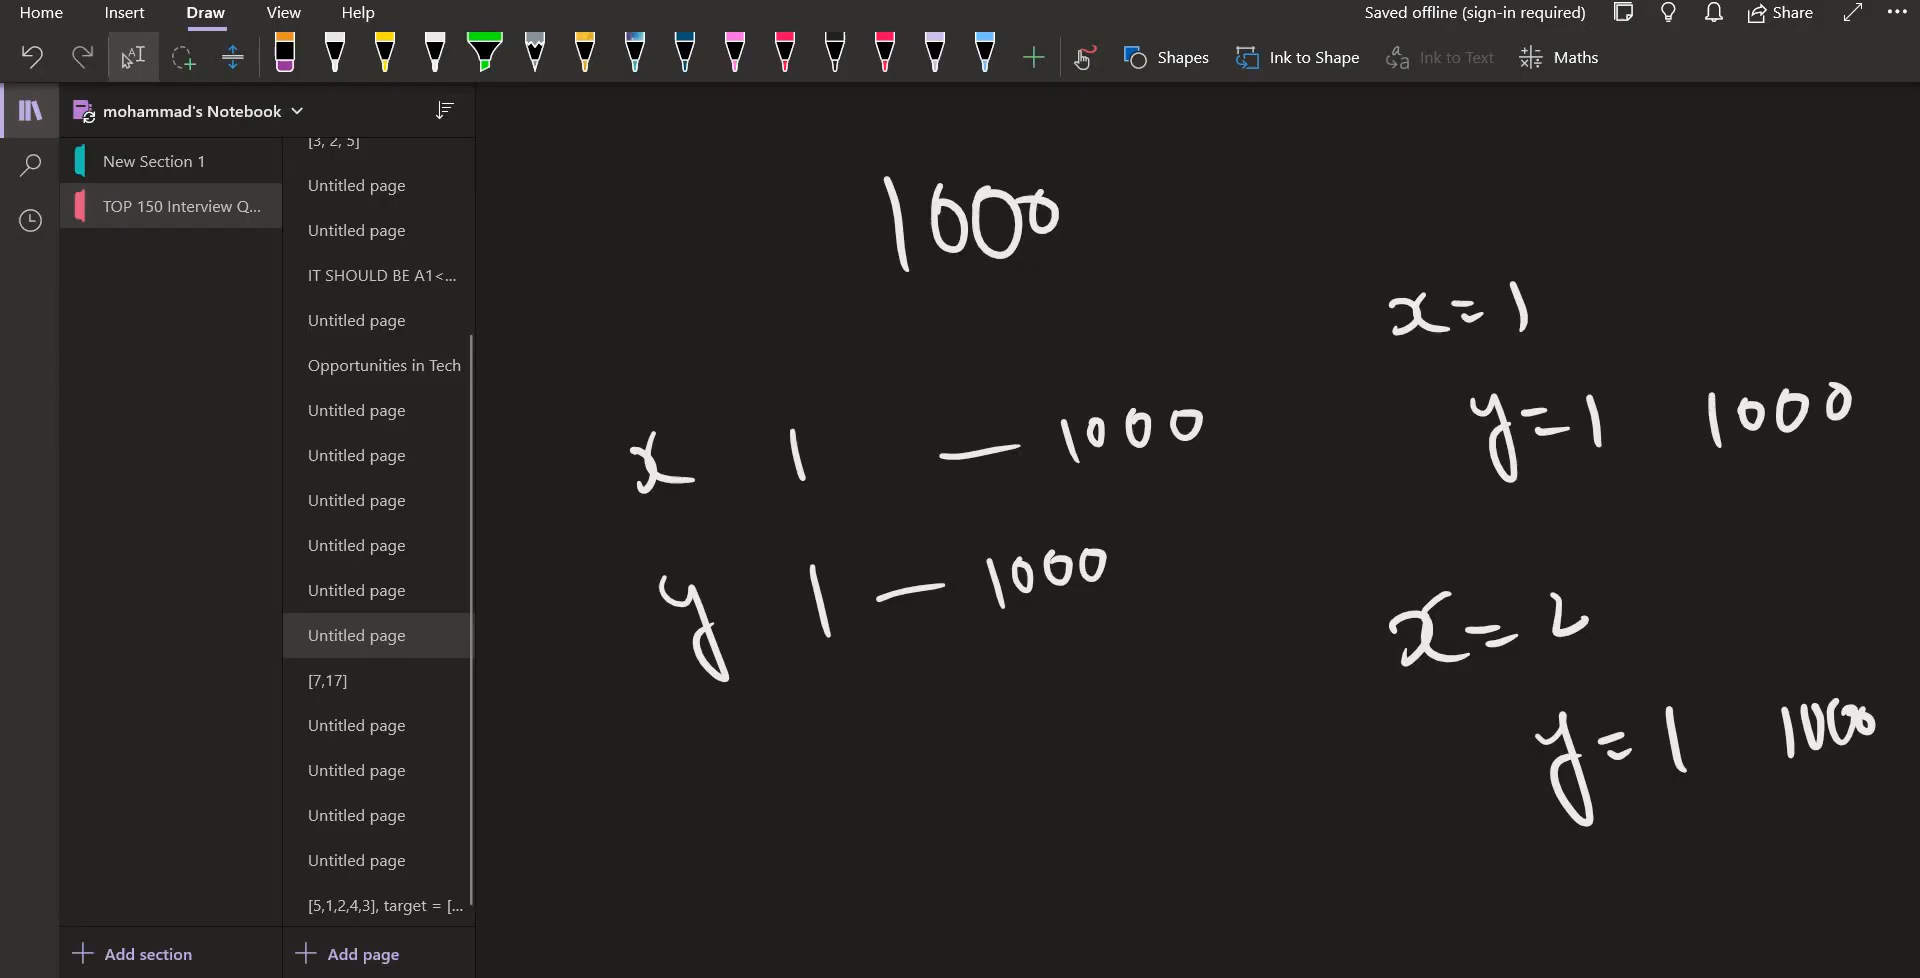 Home Insert Draw View Help
Saved offline (sign-in required) Share
Shapes Ink to Shape Ink to Text Maths
mohammad's Notebook
New Section 1
TOP 150 Interview Q...
[3, 2, 5]
Untitled page
Untitled page
IT SHOULD BE A1<...
Untitled page
Opportunities in Tech
Untitled page
Untitled page
Untitled page
Untitled page
Untitled page
Untitled page
[7,17]
Untitled page
Untitled page
Untitled page
Untitled page
[5,1,2,4,3], target = [...
Add section
Add page
1000
x 1 — 1000
y 1 — 1000
x = 1
y = 1 1000
x = 2
y = 1 1000